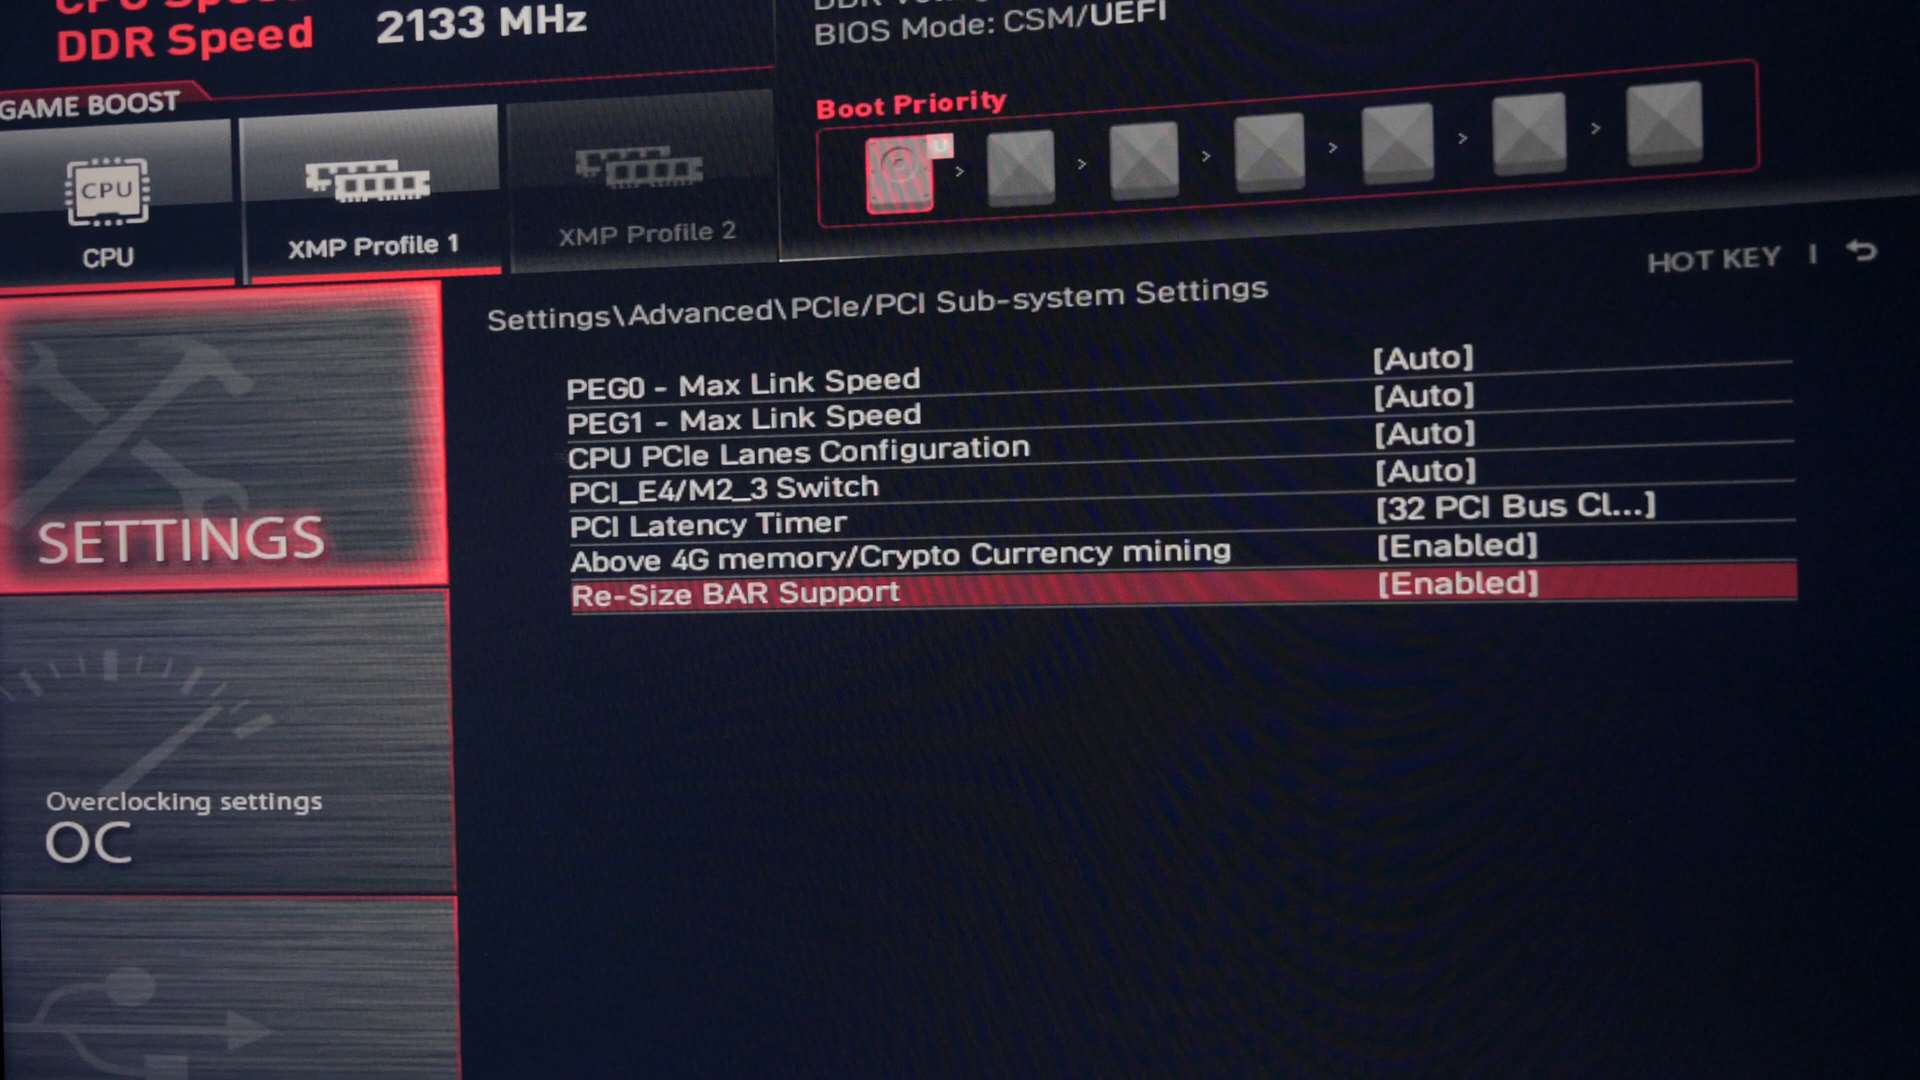 DDR Speed 2133 MHz
BIOS Mode: CSM/UEFI
GAME BOOST
CPU
CPU
XMP Profile 1
XMP Profile 2
Boot Priority
U
HOT KEY |
SETTINGS
Overclocking settings
OC
Settings\Advanced\PCIe/PCI Sub-system Settings
PEG0 - Max Link Speed [Auto]
PEG1 - Max Link Speed [Auto]
CPU PCIe Lanes Configuration [Auto]
PCI_E4/M2_3 Switch [Auto]
PCI Latency Timer [32 PCI Bus Cl...]
Above 4G memory/Crypto Currency mining [Enabled]
Re-Size BAR Support [Enabled]